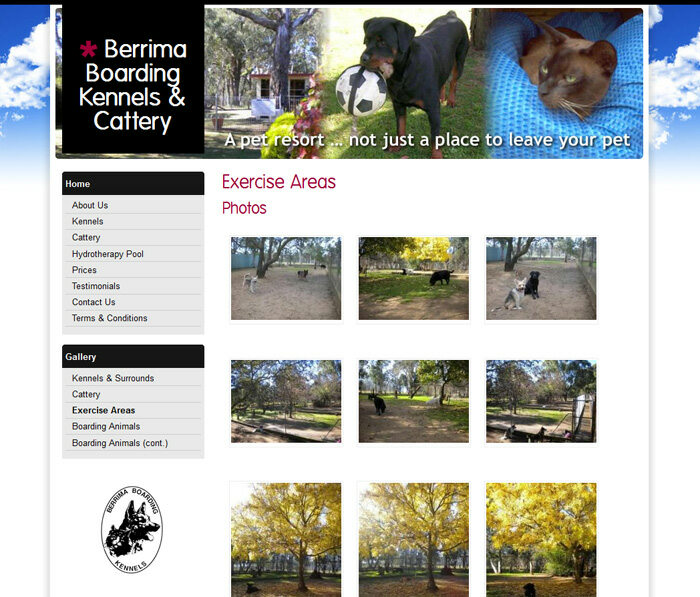 * Berrima
Boarding
Kennels &
Cattery
A pet resort ... not just a place to leave your pet
Home
About Us
Kennels
Cattery
Hydrotherapy Pool
Prices
Testimonials
Contact Us
Terms & Conditions
Gallery
Kennels & Surrounds
Cattery
Exercise Areas
Boarding Animals
Boarding Animals (cont.)
BERRIMA BOARDING
KENNELS
Exercise Areas
Photos